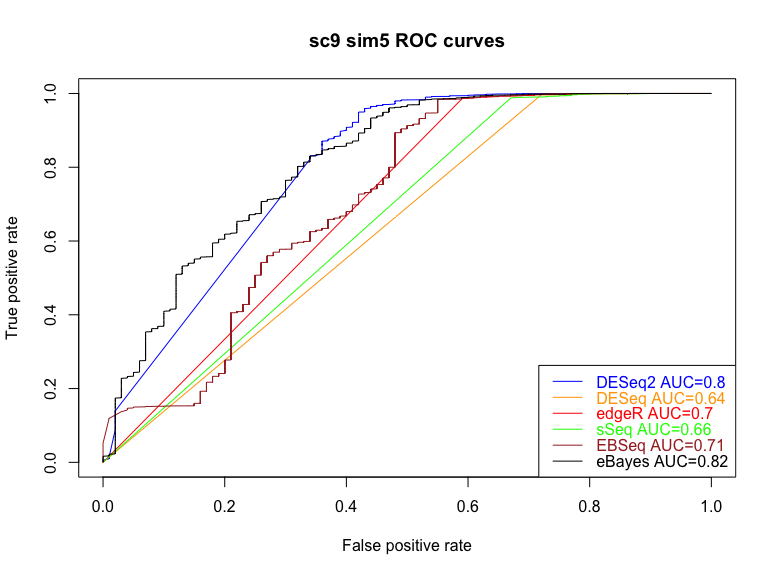 sc9 sim5 ROC curves
True positive rate
1.0
0.8
0.6
0.4
0.2
0.0
DESeq2 AUC=0.8
DESeq AUC=0.64
edgeR AUC=0.7
sSeq AUC=0.66
EBSeq AUC=0.71
eBayes AUC=0.82
0.0 0.2 0.4 0.6 0.8 1.0
False positive rate